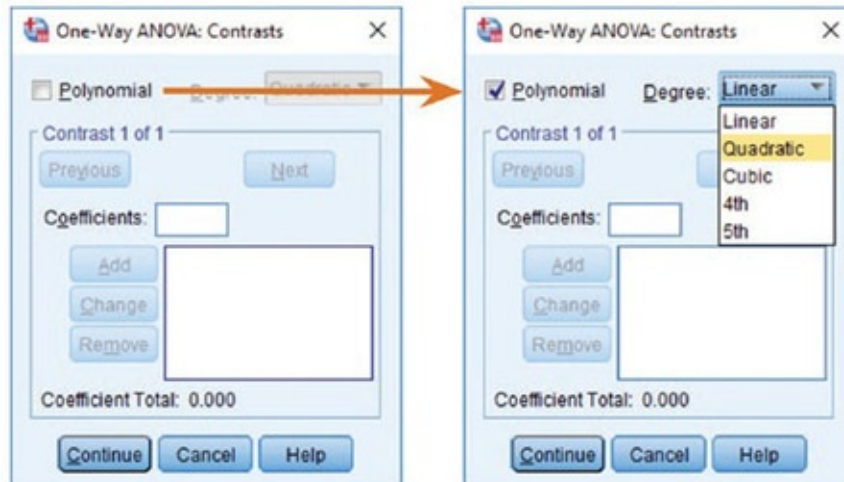 One-Way ANOVA: Contrasts
Polynomial Degree: Quadratic
Contrast 1 of 1
Previous Next
Coefficients:
Add
Change
Remove
Coefficient Total: 0.000
Continue Cancel Help
One-Way ANOVA: Contrasts
Polynomial Degree: Linear
Linear
Quadratic
Cubic
4th
5th
Contrast 1 of 1
Previous
Coefficients:
Add
Change
Remove
Coefficient Total: 0.000
Continue Cancel Help